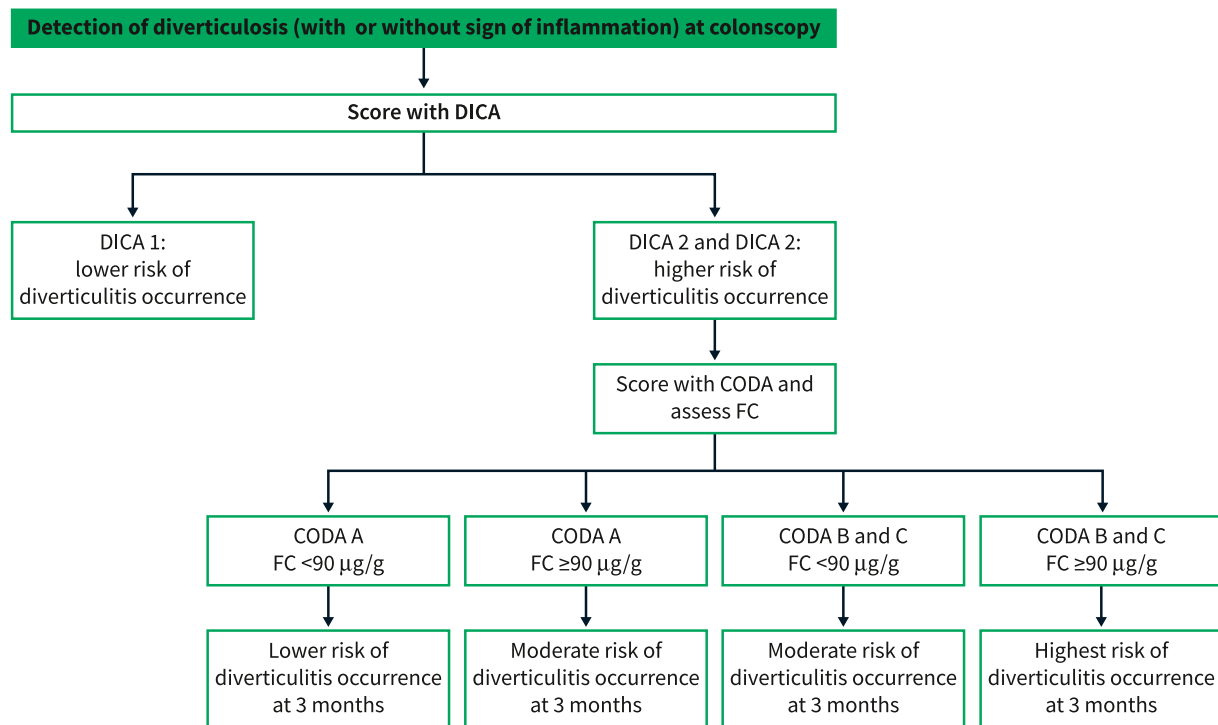 Detection of diverticulosis (with or without sign of inflammation) at colonscopy
Score with DICA
DICA 1:
lower risk of
diverticulitis occurrence
DICA 2 and DICA 2:
higher risk of
diverticulitis occurrence
Score with CODA and
assess FC
CODA A
FC <90 μg/g
CODA A
FC ≥90 μg/g
CODA B and C
FC <90 μg/g
CODA B and C
FC ≥90 μg/g
Lower risk of
diverticulitis occurrence
at 3 months
Moderate risk of
diverticulitis occurrence
at 3 months
Moderate risk of
diverticulitis occurrence
at 3 months
Highest risk of
diverticulitis occurrence
at 3 months